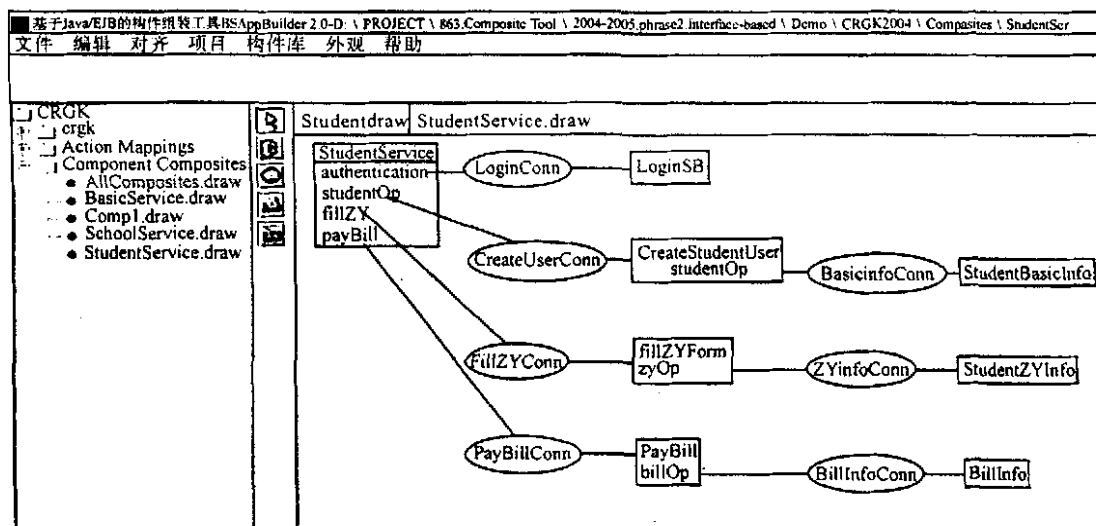 基于Java/EJB的构件组装工具BSAppBuilder 2.0-D: \ PROJECT \ 863.Composite Tool \ 2004-2005.phrase2.interface-based \ Demo \ CRGK2004 \ Compasites \ StudentSer
文件 编辑 对齐 项目 构件库 外观 帮助
CRGK
crgk
Action Mappings
Component Composites
AllComposites.draw
BasicService.draw
Comp1.draw
SchoolService.draw
StudentService.draw
Studentdraw StudentService.draw
StudentService
authentication
studentOp
fillZY
payBill
LoginConn
LoginSB
CreateUserConn
CreateStudentUser
studentOp
BasicinfoConn
StudentBasicInfo
FillZYConn
fillZYForm
zyOp
ZYinfoConn
StudentZYInfo
PayBillConn
PayBill
billOp
BillInfoConn
BillInfo